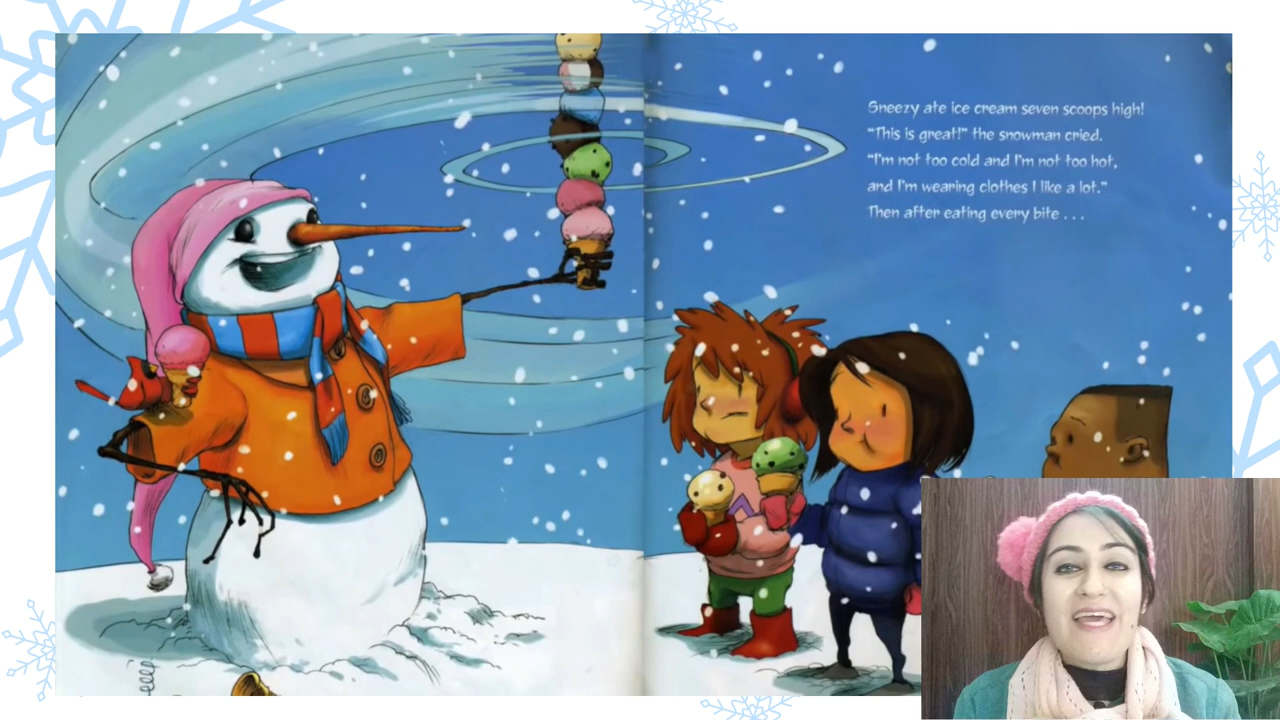 Sneezy ate ice cream seven scoops high!
"This is great!" the snowman cried.
"I'm not too cold and I'm not too hot,
and I'm wearing clothes I like a lot."
Then after eating every bite . . .